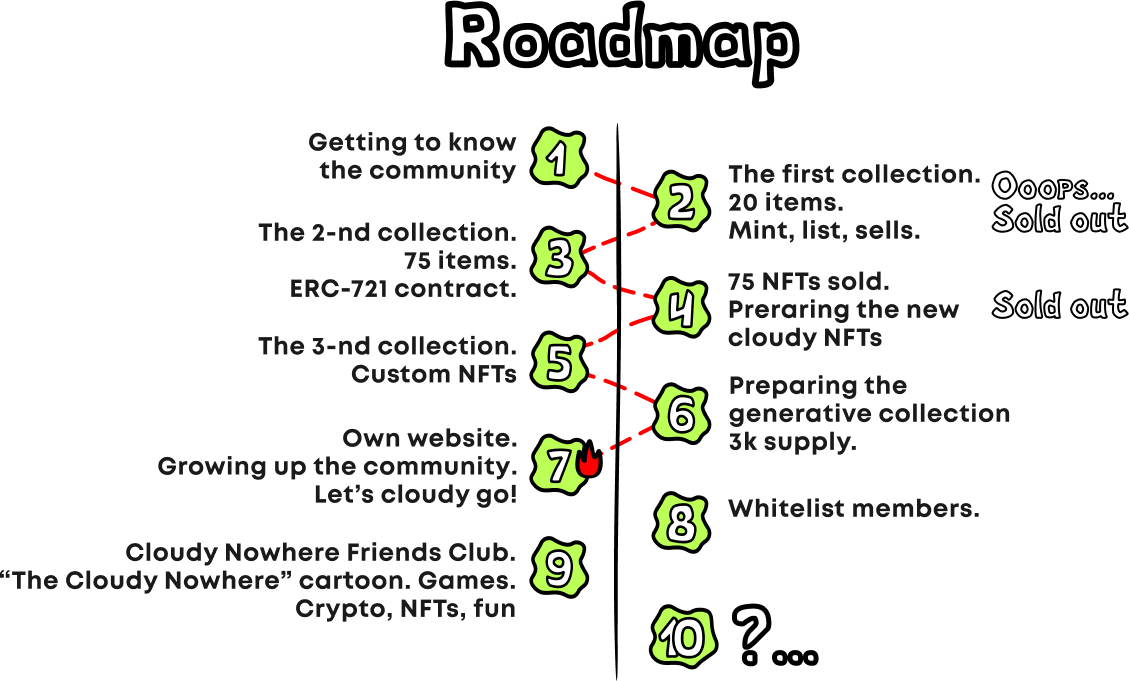 Roadmap
1
Getting to know
the community
2
The first collection.
20 items.
Mint, list, sells.
Ooops...
Sold out
3
The 2-nd collection.
75 items.
ERC-721 contract.
4
75 NFTs sold.
Preraring the new
cloudy NFTs
Sold out
5
The 3-nd collection.
Custom NFTs
6
Preparing the
generative collection
3k supply.
7
Own website.
Growing up the community.
Let's cloudy go!
8
Whitelist members.
9
Cloudy Nowhere Friends Club.
“The Cloudy Nowhere” cartoon. Games.
Crypto, NFTs, fun
10
?...